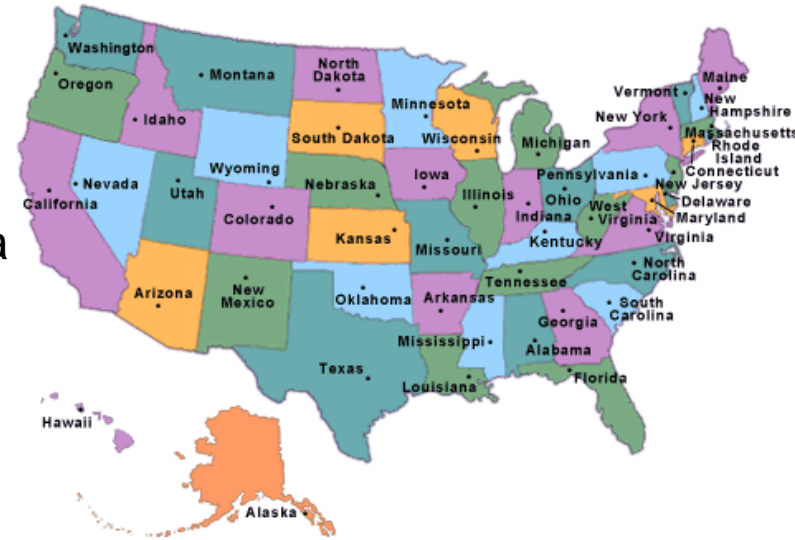 Washington
Oregon
Idaho
Montana
North
Dakota
Minnesota
South Dakota
Wisconsin
Michigan
Vermont
Maine
New
Hampshire
New York
Massachusetts
Rhode
Island
Connecticut
New Jersey
Delaware
Maryland
Pennsylvania
Wyoming
Nevada
California
Utah
Colorado
Nebraska
Iowa
Illinois
Indiana
Ohio
West
Virginia
Virginia
Kentucky
Kansas
Missouri
a
Arizona
New
Mexico
Oklahoma
Arkansas
Tennessee
North
Carolina
South
Carolina
Georgia
Alabama
Mississippi
Louisiana
Texas
Florida
Hawaii
Alaska